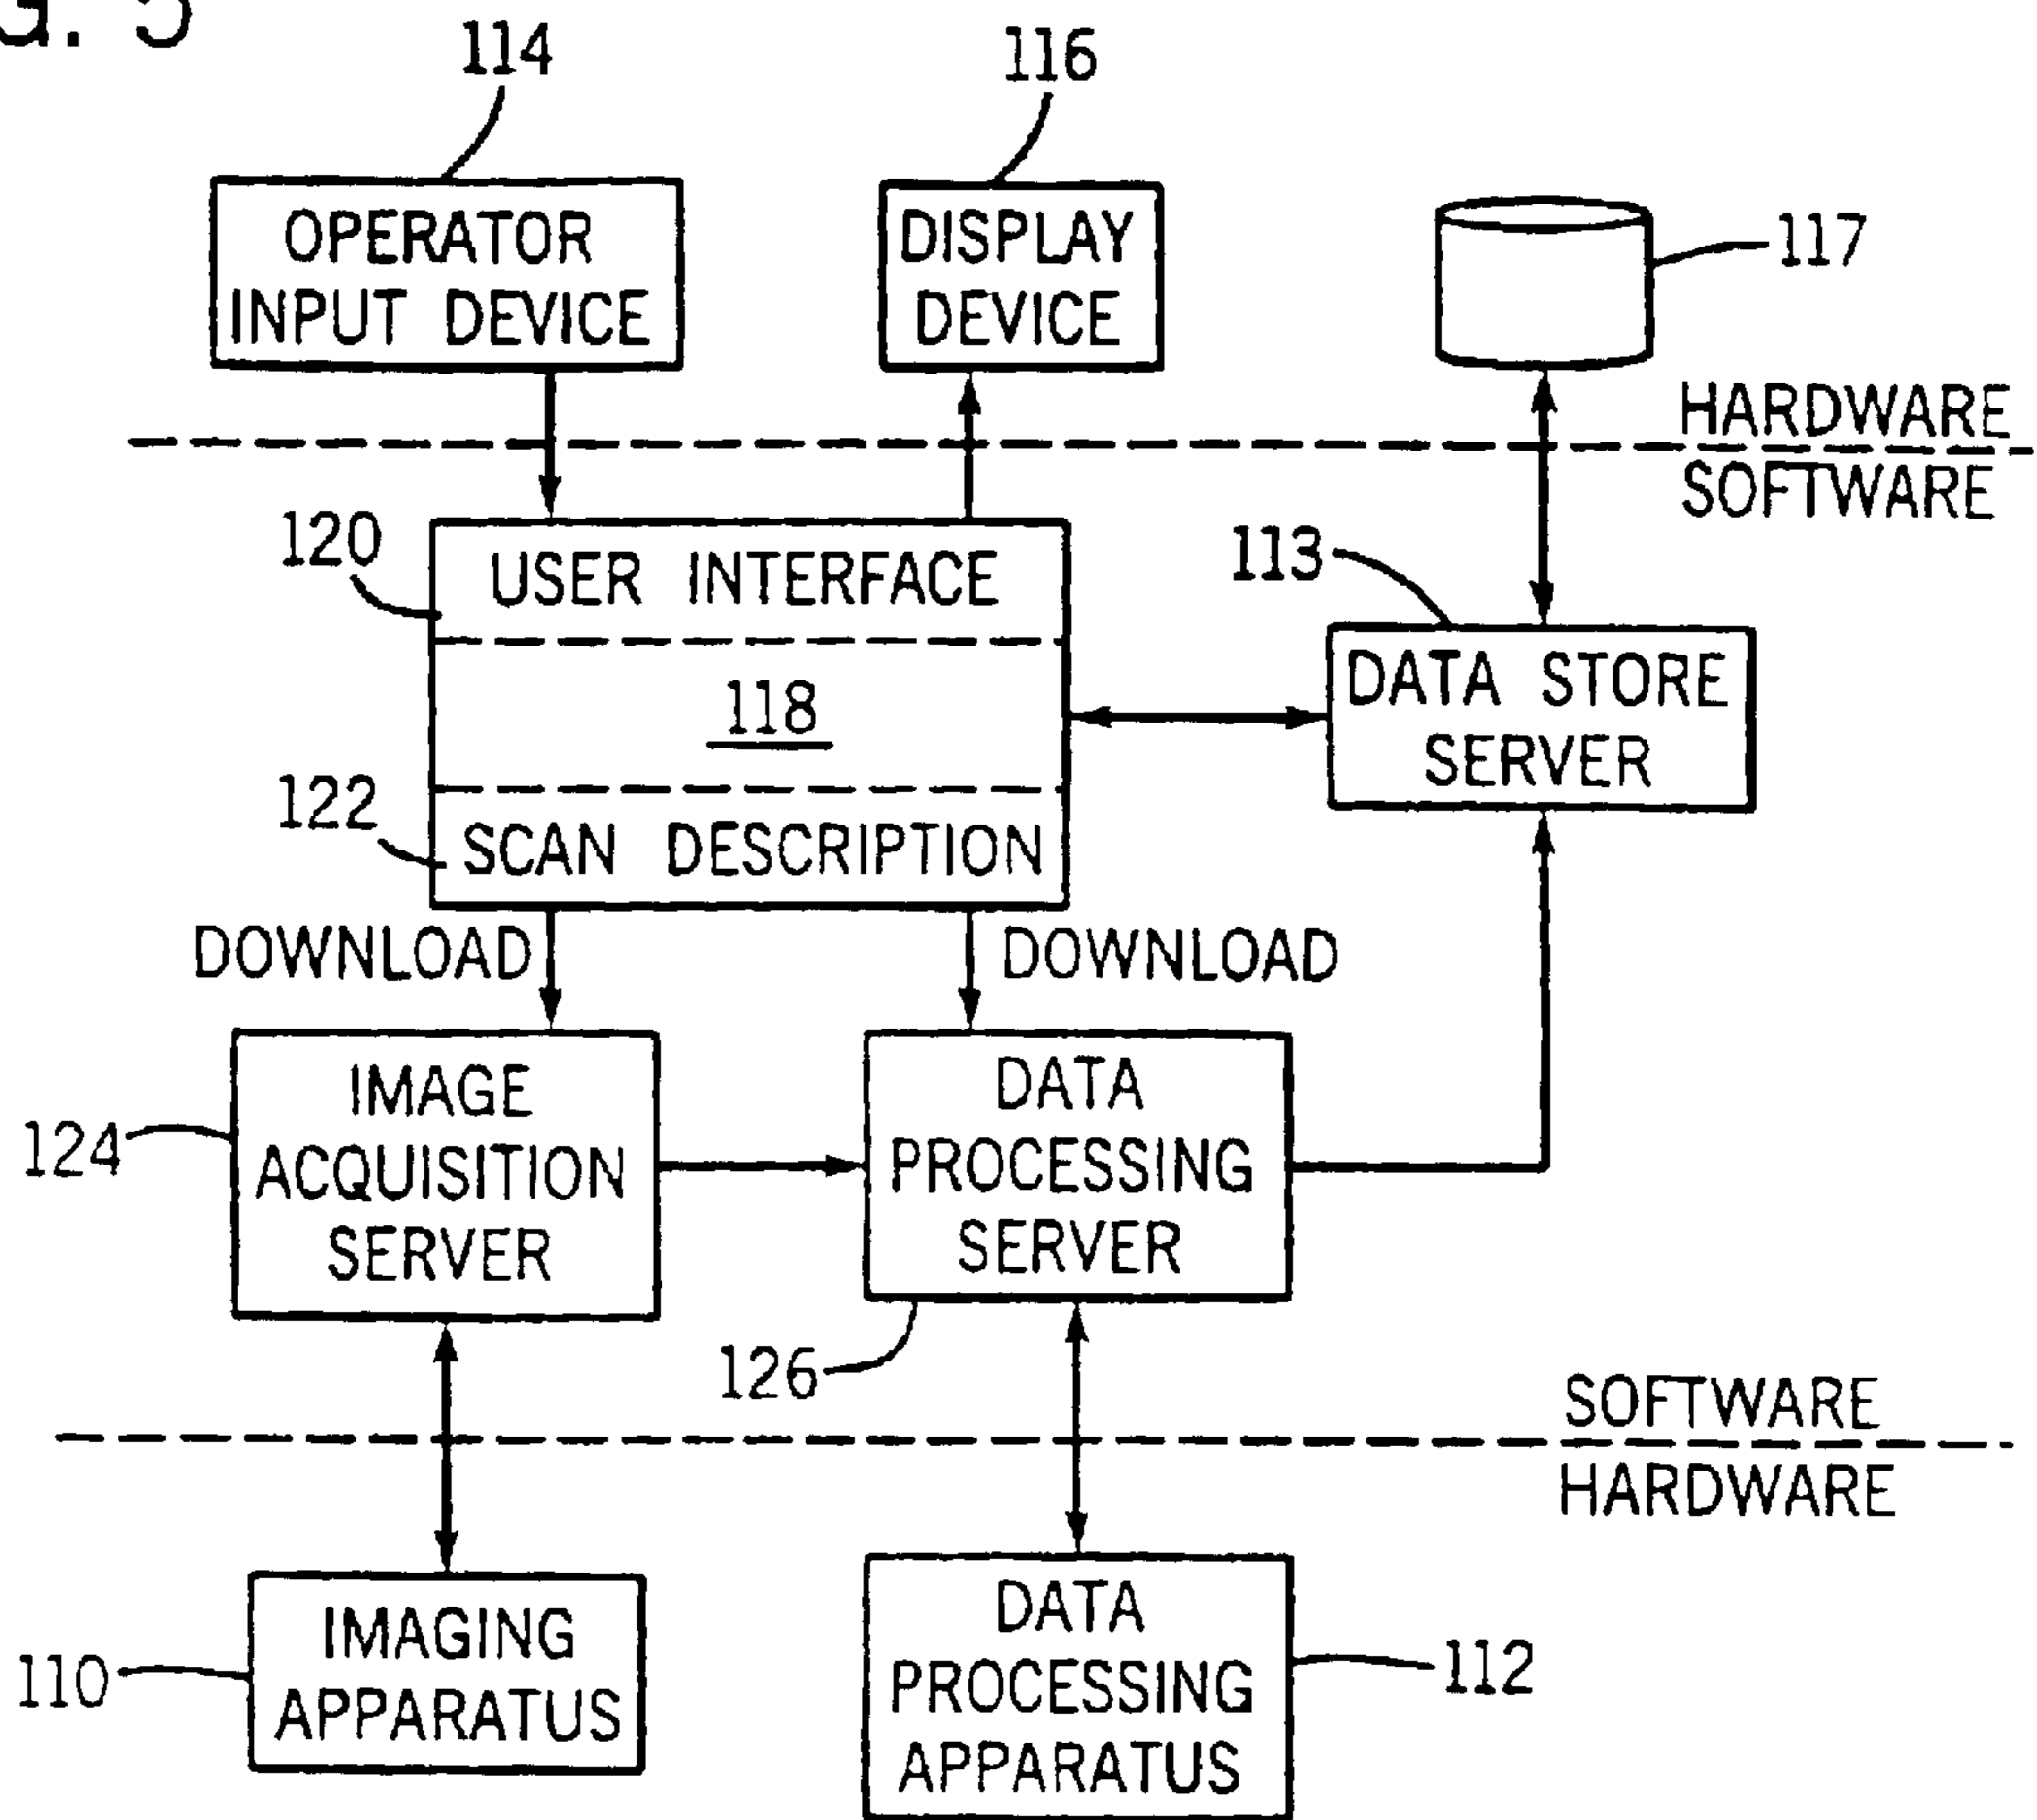 G. 5
114
116
OPERATOR
INPUT DEVICE
DISPLAY
DEVICE
117
HARDWARE
SOFTWARE
120
USER INTERFACE
113
118
DATA STORE
SERVER
122
SCAN DESCRIPTION
DOWNLOAD
DOWNLOAD
124
IMAGE
ACQUISITION
SERVER
DATA
PROCESSING
SERVER
126
SOFTWARE
HARDWARE
110
IMAGING
APPARATUS
DATA
PROCESSING
APPARATUS
112